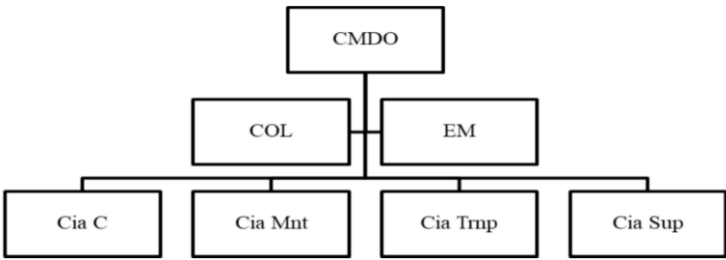 CMDO
COL
EM
Cia C
Cia Mnt
Cia Trnp
Cia Sup